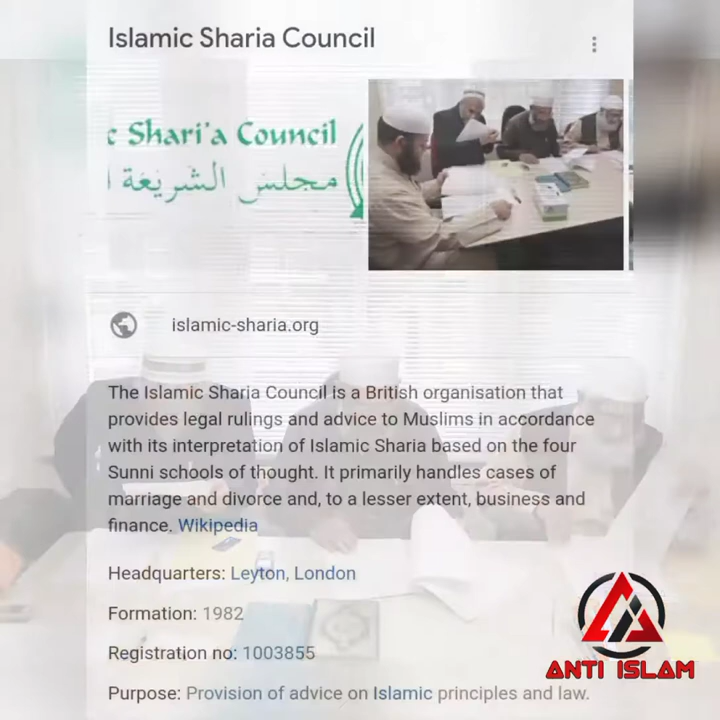 Islamic Sharia Council
c Shari'a Council
مجلس الشريعة ا
islamic-sharia.org
The Islamic Sharia Council is a British organisation that
provides legal rulings and advice to Muslims in accordance
with its interpretation of Islamic Sharia based on the four
Sunni schools of thought. It primarily handles cases of
marriage and divorce and, to a lesser extent, business and
finance. Wikipedia
Headquarters: Leyton, London
Formation: 1982
Registration no: 1003855
Purpose: Provision of advice on Islamic principles and law.
ANTI ISLAM